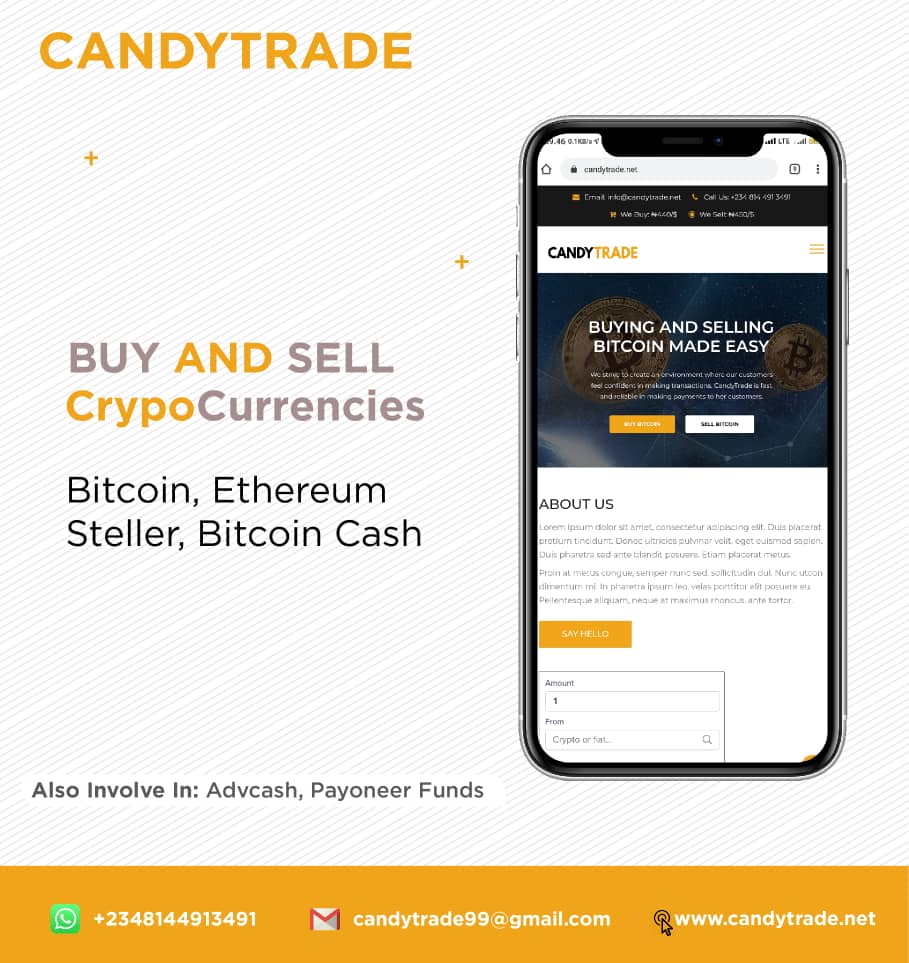 CANDYTRADE
BUY AND SELL
CrypoCurrencies
Bitcoin, Ethereum
Steller, Bitcoin Cash
Also Involve In: Advcash, Payoneer Funds
9.46 0.1KB/s
LTE
candytrade.net
Email: info@candytrade.net Call Us: +234 814 491 3491
We Buy: ₦440/$ We Sell: ₦450/$
CANDYTRADE
BUYING AND SELLING
BITCOIN MADE EASY
We strive to create an environment where our customers
feel confident in making transactions. CandyTrade is fast
and reliable in making payments to her customers.
BUY BITCOIN SELL BITCOIN
ABOUT US
Lorem ipsum dolor sit amet, consectetur adipiscing elit. Duis placerat
pretium tincidunt. Donec ultricies pulvinar velit, eget euismod sapien.
Duis pharetra sed ante blandit posuere. Etiam placerat metus.
Proin at metus congue, semper nunc sed, sollicitudin dui. Nunc utcon
dimentum mi. In pharetra ipsum leo, velas porttitor elit posuere eu.
Pellentesque aliquam, neque at maximus rhoncus, ante tortor.
SAY HELLO
Amount
1
From
Crypto or fiat...
+2348144913491 candytrade99@gmail.com www.candytrade.net